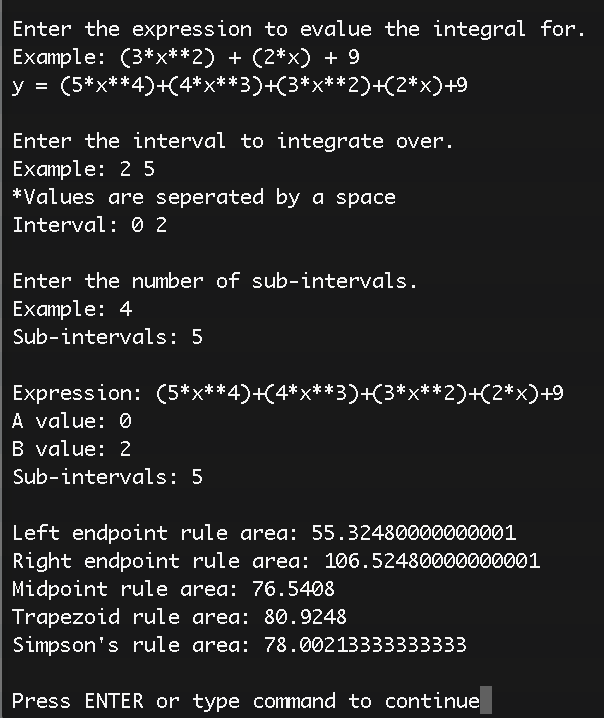 Enter the expression to evalue the integral for.
Example: (3*x**2) + (2*x) + 9
y = (5*x**4)+(4*x**3)+(3*x**2)+(2*x)+9
Enter the interval to integrate over.
Example: 2 5
*Values are seperated by a space
Interval: 0 2
Enter the number of sub-intervals.
Example: 4
Sub-intervals: 5
Expression: (5*x**4)+(4*x**3)+(3*x**2)+(2*x)+9
A value: 0
B value: 2
Sub-intervals: 5
Left endpoint rule area: 55.32480000000001
Right endpoint rule area: 106.52480000000001
Midpoint rule area: 76.5408
Trapezoid rule area: 80.9248
Simpson's rule area: 78.00213333333333
Press ENTER or type command to continue